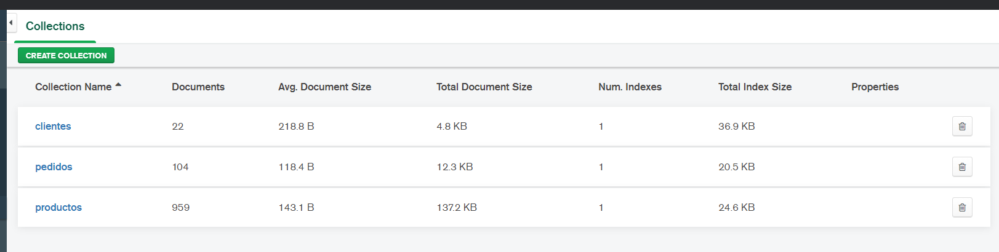 Collections
CREATE COLLECTION
Collection Name Documents Avg. Document Size Total Document Size Num. Indexes Total Index Size Properties
clientes 22 218.8 B 4.8 KB 1 36.9 KB
pedidos 104 118.4 B 12.3 KB 1 20.5 KB
productos 959 143.1 B 137.2 KB 1 24.6 KB